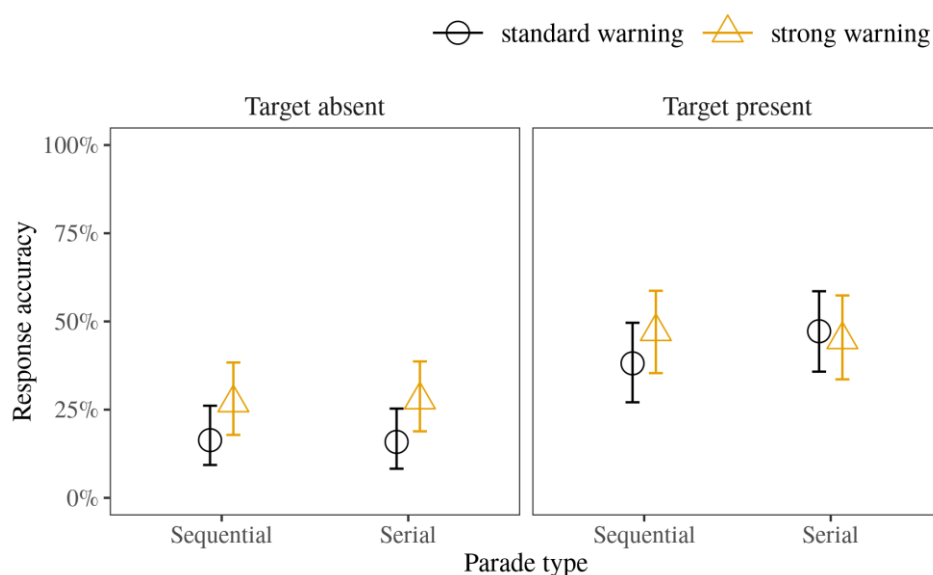 standard warning strong warning
Target absent Target present
100%
75%
50%
25%
0%
Response accuracy
Sequential Serial Sequential Serial
Parade type